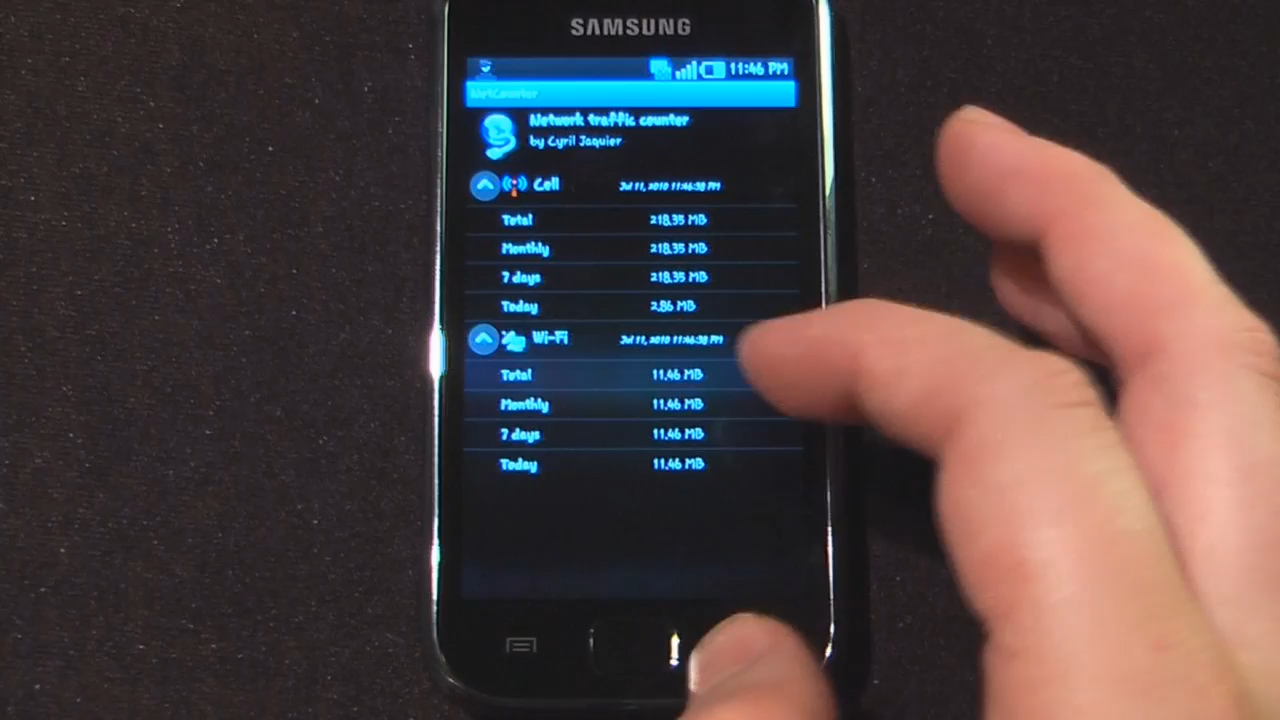 SAMSUNG
11:46 PM
NetCounter
Network traffic counter
by Cyril Jaquier
Cell Jul 11, 2010 11:46:38 PM
Total 218.35 MB
Monthly 218.35 MB
7 days 218.35 MB
Today 2.86 MB
Wi-Fi Jul 11, 2010 11:46:38 PM
Total 11.46 MB
Monthly 11.46 MB
7 days 11.46 MB
Today 11.46 MB